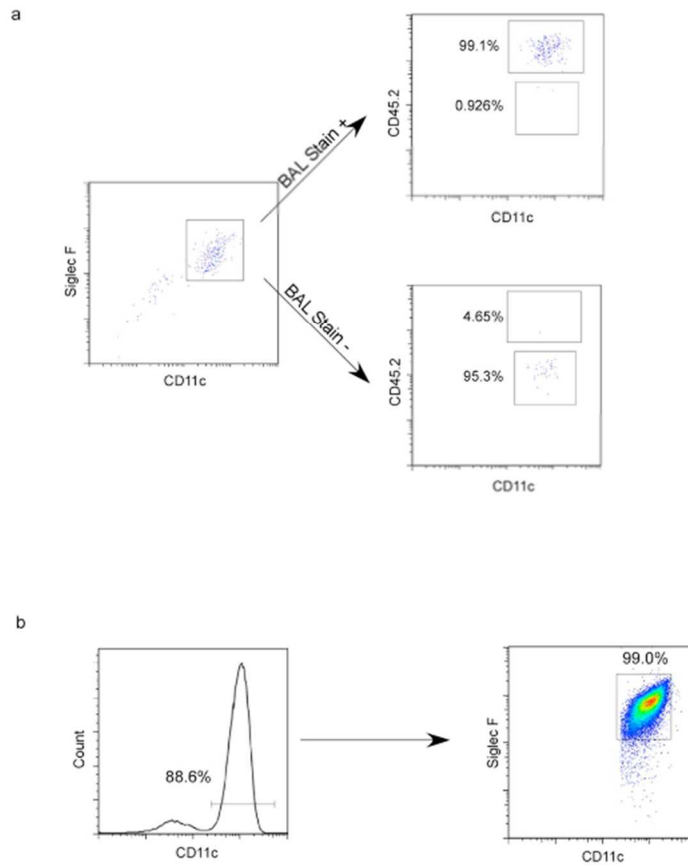 a
99.1%
0.926%
CD45.2
CD11c
BAL Stain +
Siglec F
CD11c
BAL Stain -
4.65%
95.3%
CD45.2
CD11c
b
88.6%
Count
CD11c
99.0%
Siglec F
CD11c